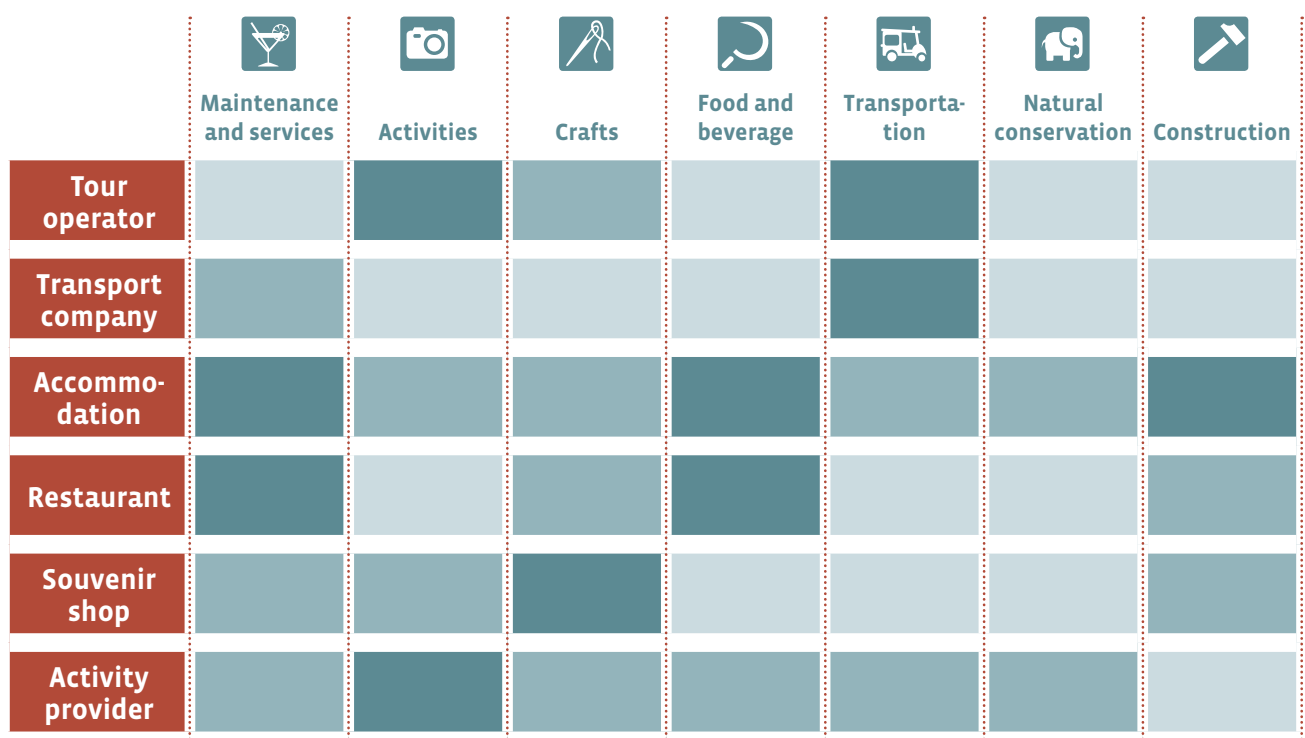 Maintenance
and services
Activities
Crafts
Food and
beverage
Transporta-
tion
Natural
conservation
Construction
Tour
operator
Transport
company
Accommo-
dation
Restaurant
Souvenir
shop
Activity
provider